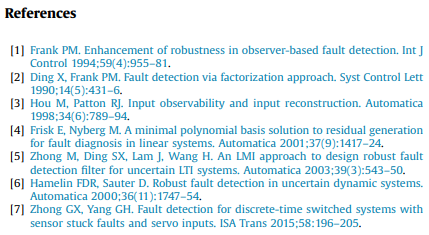 References
[1] Frank PM. Enhancement of robustness in observer-based fault detection. Int J
Control 1994;59(4):955–81.
[2] Ding X, Frank PM. Fault detection via factorization approach. Syst Control Lett
1990;14(5):431–6.
[3] Hou M, Patton RJ. Input observability and input reconstruction. Automatica
1998;34(6):789–94.
[4] Frisk E, Nyberg M. A minimal polynomial basis solution to residual generation
for fault diagnosis in linear systems. Automatica 2001;37(9):1417–24.
[5] Zhong M, Ding SX, Lam J, Wang H. An LMI approach to design robust fault
detection filter for uncertain LTI systems. Automatica 2003;39(3):543–50.
[6] Hamelin FDR, Sauter D. Robust fault detection in uncertain dynamic systems.
Automatica 2000;36(11):1747–54.
[7] Zhong GX, Yang GH. Fault detection for discrete-time switched systems with
sensor stuck faults and servo inputs. ISA Trans 2015;58:196–205.